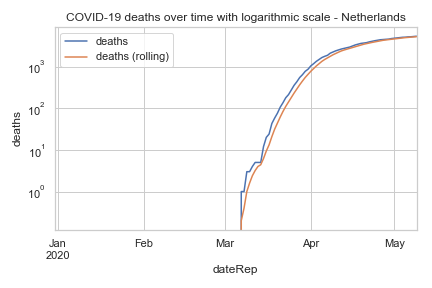 COVID-19 deaths over time with logarithmic scale - Netherlands
deaths
deaths (rolling)
10³
10²
10¹
10⁰
deaths
Jan Feb Mar Apr May
2020
dateRep